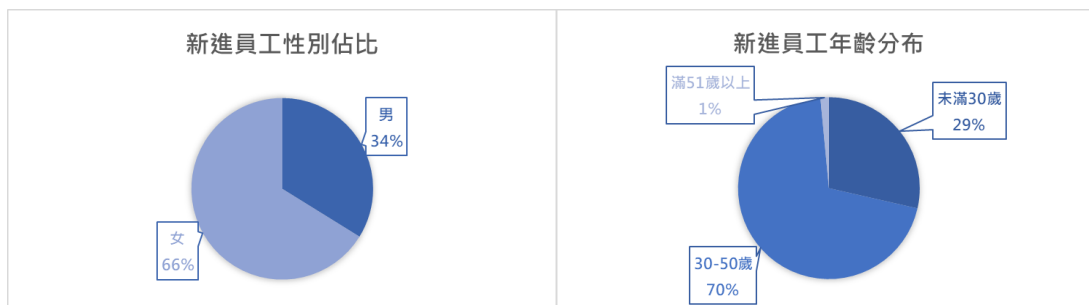 新進員工性別佔比
男
34%
女
66%
新進員工年齡分布
滿51歲以上
1%
未滿30歲
29%
30-50歲
70%